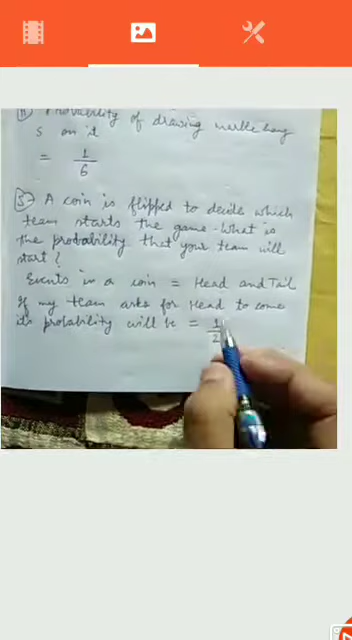 (ii) Probability of drawing marble having
5 on it
= 1/6
5- A coin is flipped to decide which
team starts the game. What is
the probability that your team will
start?
Events in a coin = Head and Tail
If my team asks for Head to come
its probability will be = 1/2